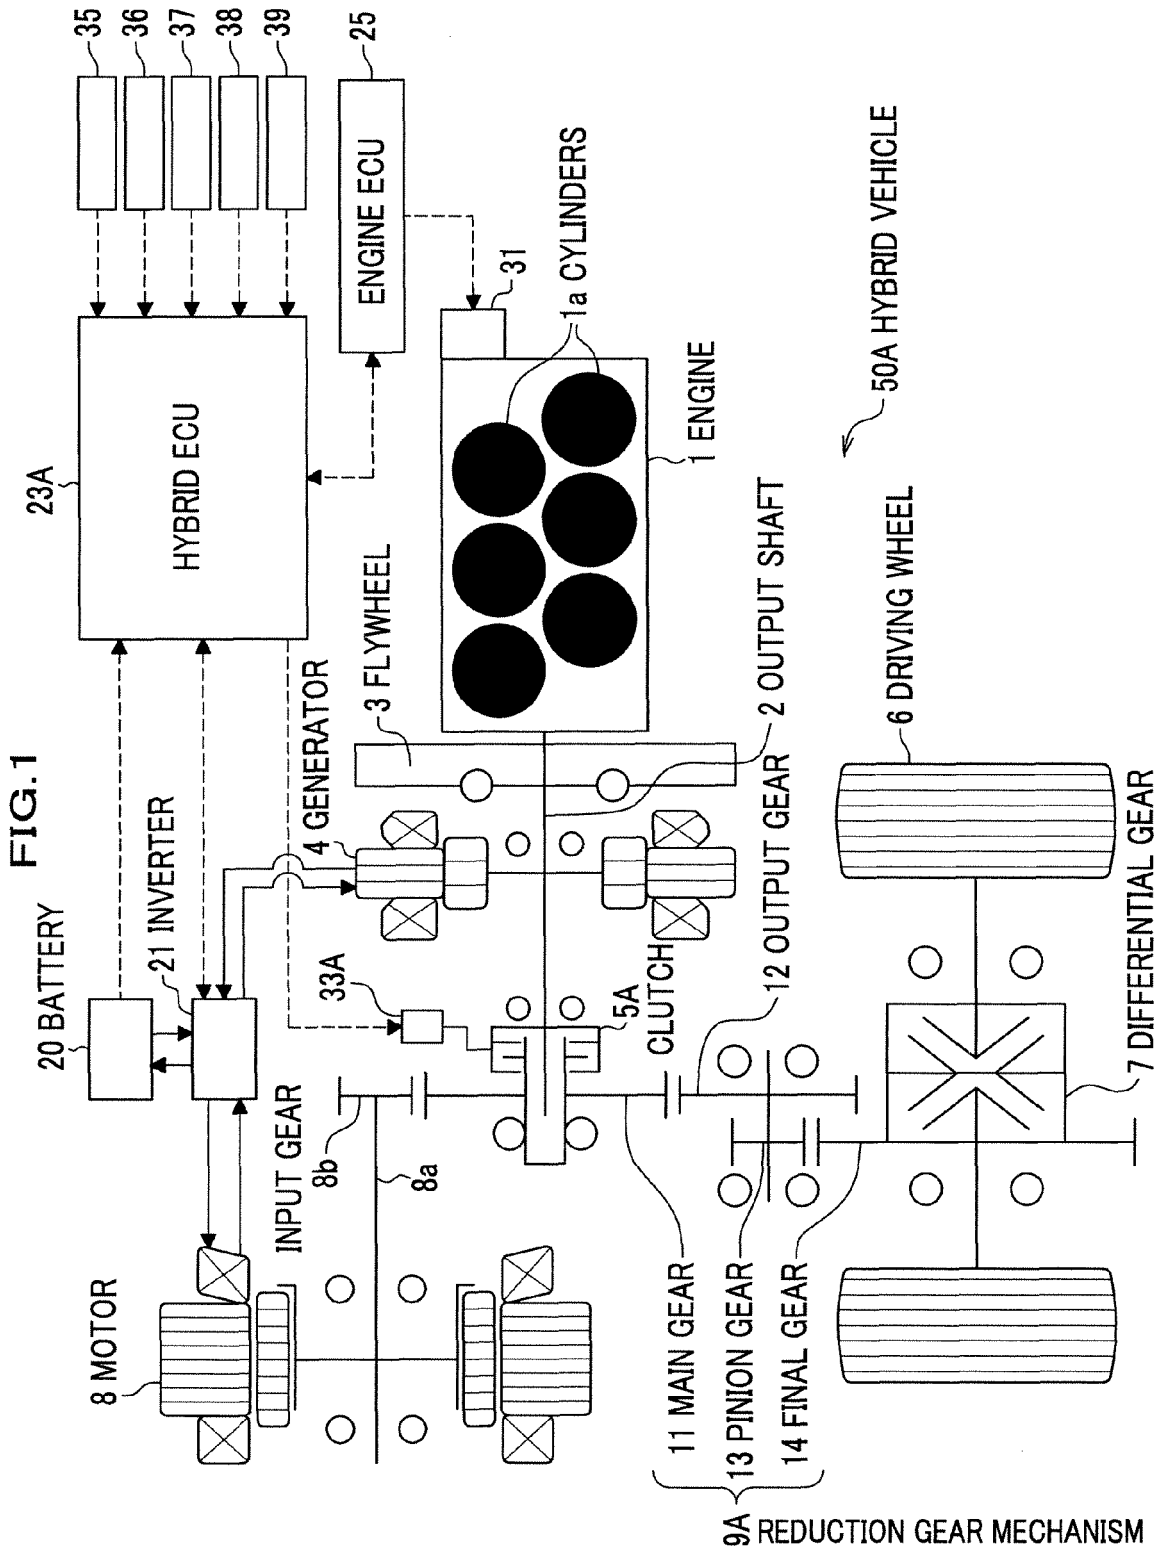 FIG.1
20 BATTERY
21 INVERTER
23A
HYBRID ECU
35
36
37
38
39
25
ENGINE ECU
31
1a CYLINDERS
1 ENGINE
3 FLYWHEEL
4 GENERATOR
2 OUTPUT SHAFT
33A
5A
CLUTCH
12 OUTPUT GEAR
8 MOTOR
INPUT GEAR
8b
8a
11 MAIN GEAR
13 PINION GEAR
14 FINAL GEAR
9A REDUCTION GEAR MECHANISM
7 DIFFERENTIAL GEAR
6 DRIVING WHEEL
50A HYBRID VEHICLE